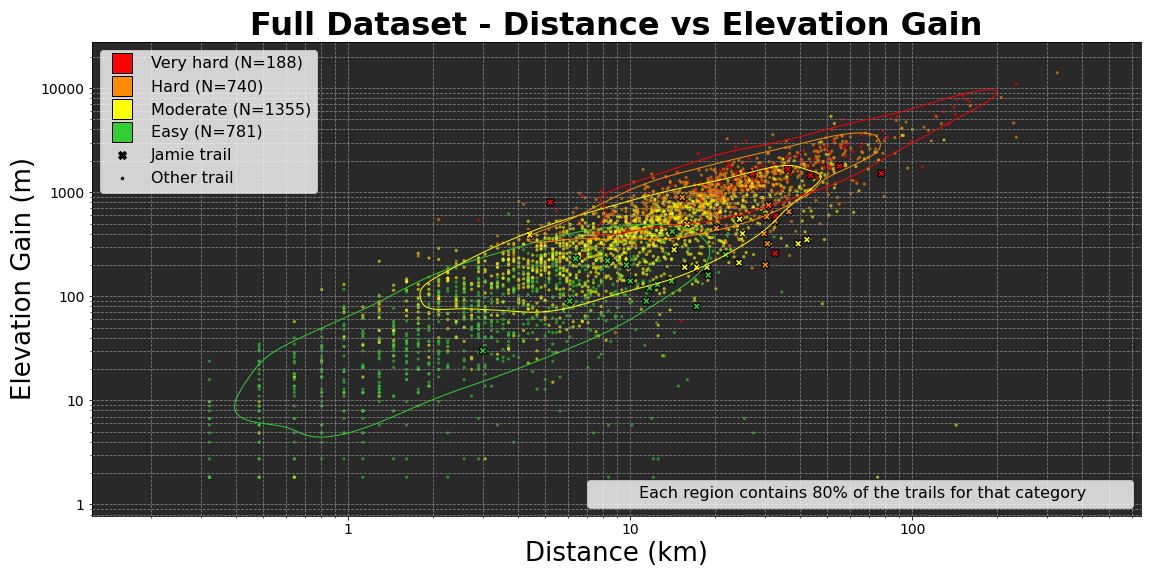 Full Dataset - Distance vs Elevation Gain
Very hard (N=188)
Hard (N=740)
Moderate (N=1355)
Easy (N=781)
Jamie trail
Other trail
Elevation Gain (m)
10000
1000
100
10
1
Each region contains 80% of the trails for that category
1
10
100
Distance (km)